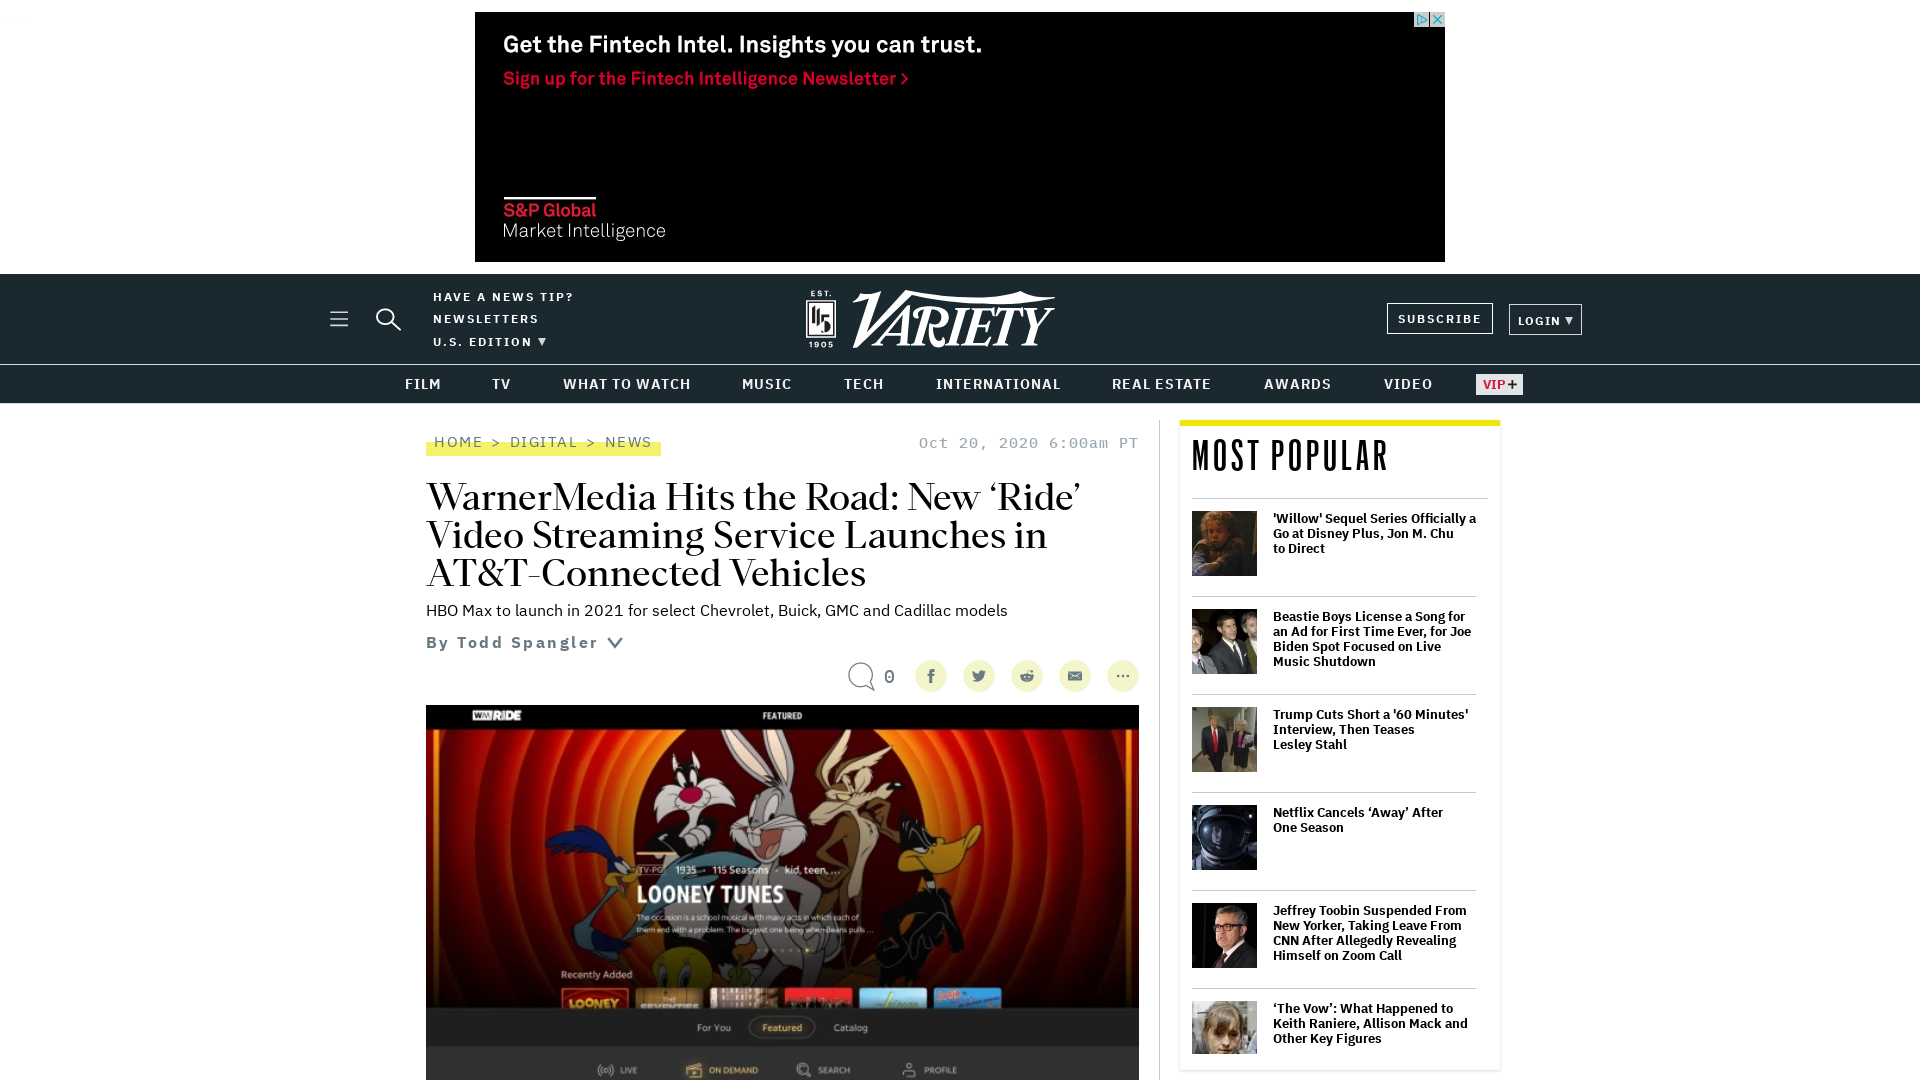 Get the Fintech Intel. Insights you can trust.
Sign up for the Fintech Intelligence Newsletter >
S&P Global
Market Intelligence
HAVE A NEWS TIP?
NEWSLETTERS
U.S. EDITION ▼
EST.
115
1905
VARIETY
SUBSCRIBE
LOGIN ▼
FILM TV WHAT TO WATCH MUSIC TECH INTERNATIONAL REAL ESTATE AWARDS VIDEO VIP+
HOME > DIGITAL > NEWS
Oct 20, 2020 6:00am PT
WarnerMedia Hits the Road: New ‘Ride’
Video Streaming Service Launches in
AT&T-Connected Vehicles
HBO Max to launch in 2021 for select Chevrolet, Buick, GMC and Cadillac models
By Todd Spangler
0
RIDE
FEATURED
TV-PG 1935 · 115 Seasons · kid, teen, ...
LOONEY TUNES
The occasion is a school musical with many acts in which each of
them end with a problem. The biggest one being when Beans pulls ...
Recently Added
LOONEY
THE
SEVENTIES
For You Featured Catalog
LIVE ON DEMAND SEARCH PROFILE
MOST POPULAR
'Willow' Sequel Series Officially a
Go at Disney Plus, Jon M. Chu
to Direct
Beastie Boys License a Song for
an Ad for First Time Ever, for Joe
Biden Spot Focused on Live
Music Shutdown
Trump Cuts Short a '60 Minutes'
Interview, Then Teases
Lesley Stahl
Netflix Cancels ‘Away’ After
One Season
Jeffrey Toobin Suspended From
New Yorker, Taking Leave From
CNN After Allegedly Revealing
Himself on Zoom Call
‘The Vow’: What Happened to
Keith Raniere, Allison Mack and
Other Key Figures